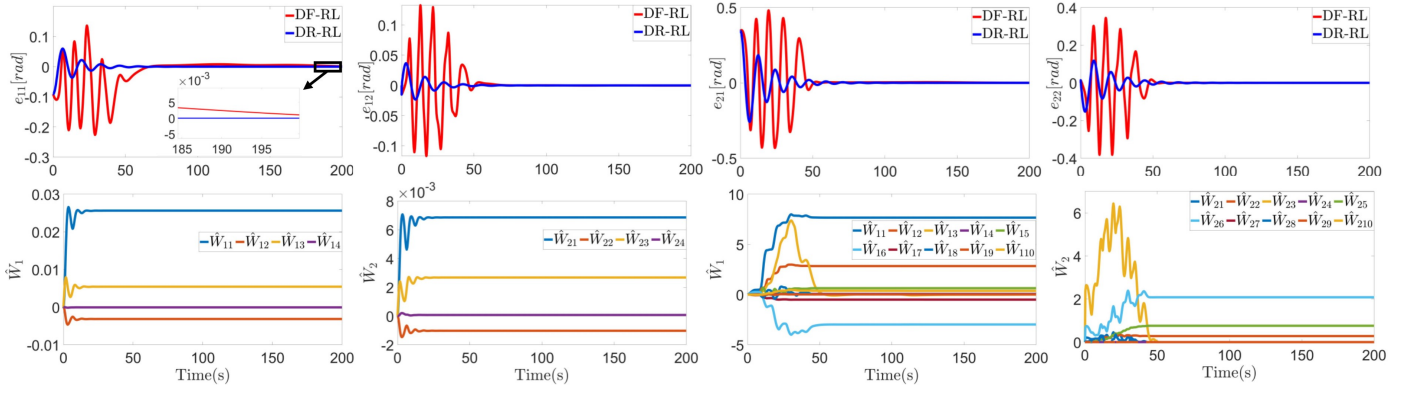 e₁₁[rad]
0.1
0
-0.1
-0.2
-0.3
0 50 100 150 200
DF-RL
DR-RL
×10⁻³
5
0
-5
185 190 195
e₁₂[rad]
0.1
0.05
0
-0.05
-0.1
0 50 100 150 200
DF-RL
DR-RL
e₂₁[rad]
0.5
0
-0.5
0 50 100 150 200
DF-RL
DR-RL
e₂₂[rad]
0.4
0.2
0
-0.2
-0.4
0 50 100 150 200
DF-RL
DR-RL
Ŵ₁
0.03
0.02
0.01
0
-0.01
0 50 100 150 200
Time(s)
Ŵ₁₁ Ŵ₁₂ Ŵ₁₃ Ŵ₁₄
Ŵ₂
×10⁻³
8
6
4
2
0
-2
0 50 100 150 200
Time(s)
Ŵ₂₁ Ŵ₂₂ Ŵ₂₃ Ŵ₂₄
Ŵ₁
10
5
0
-5
0 50 100 150 200
Time(s)
Ŵ₁₁ Ŵ₁₂ Ŵ₁₃ Ŵ₁₄ Ŵ₁₅
Ŵ₁₆ Ŵ₁₇ Ŵ₁₈ Ŵ₁₉ Ŵ₁₁₀
Ŵ₂
6
4
2
0
0 50 100 150 200
Time(s)
Ŵ₂₁ Ŵ₂₂ Ŵ₂₃ Ŵ₂₄ Ŵ₂₅
Ŵ₂₆ Ŵ₂₇ Ŵ₂₈ Ŵ₂₉ Ŵ₂₁₀